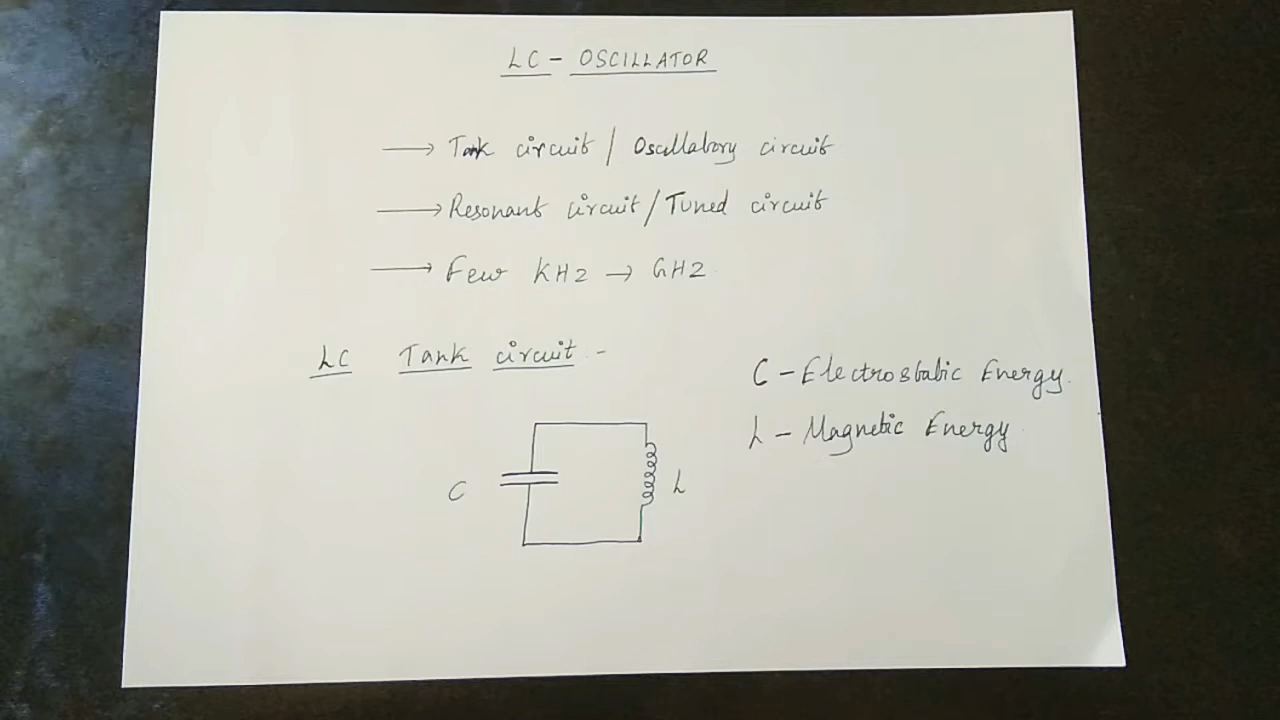 LC - OSCILLATOR
→ Tank circuit / Oscillatory circuit
→ Resonant circuit / Tuned circuit
→ Few KHZ → GHZ
LC Tank circuit -
C - Electrostatic Energy.
L - Magnetic Energy
C
L